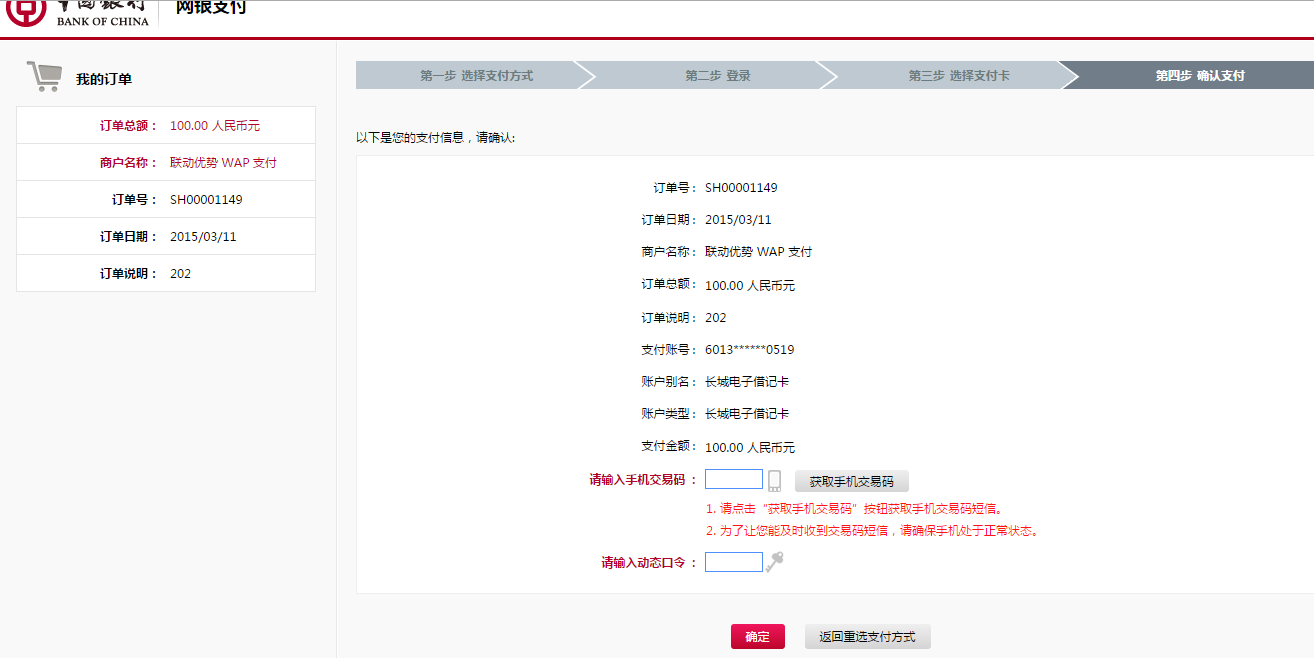 中国银行
BANK OF CHINA
网银支付
我的订单
订单总额： 100.00 人民币元
商户名称： 联动优势 WAP 支付
订单号： SH00001149
订单日期： 2015/03/11
订单说明： 202
第一步 选择支付方式
第二步 登录
第三步 选择支付卡
第四步 确认支付
以下是您的支付信息，请确认:
订单号： SH00001149
订单日期： 2015/03/11
商户名称： 联动优势 WAP 支付
订单总额： 100.00 人民币元
订单说明： 202
支付账号： 6013******0519
账户别名： 长城电子借记卡
账户类型： 长城电子借记卡
支付金额： 100.00 人民币元
请输入手机交易码 ： 获取手机交易码
1. 请点击“获取手机交易码”按钮获取手机交易码短信。
2. 为了让您能及时收到交易码短信，请确保手机处于正常状态。
请输入动态口令 ：
确定
返回重选支付方式